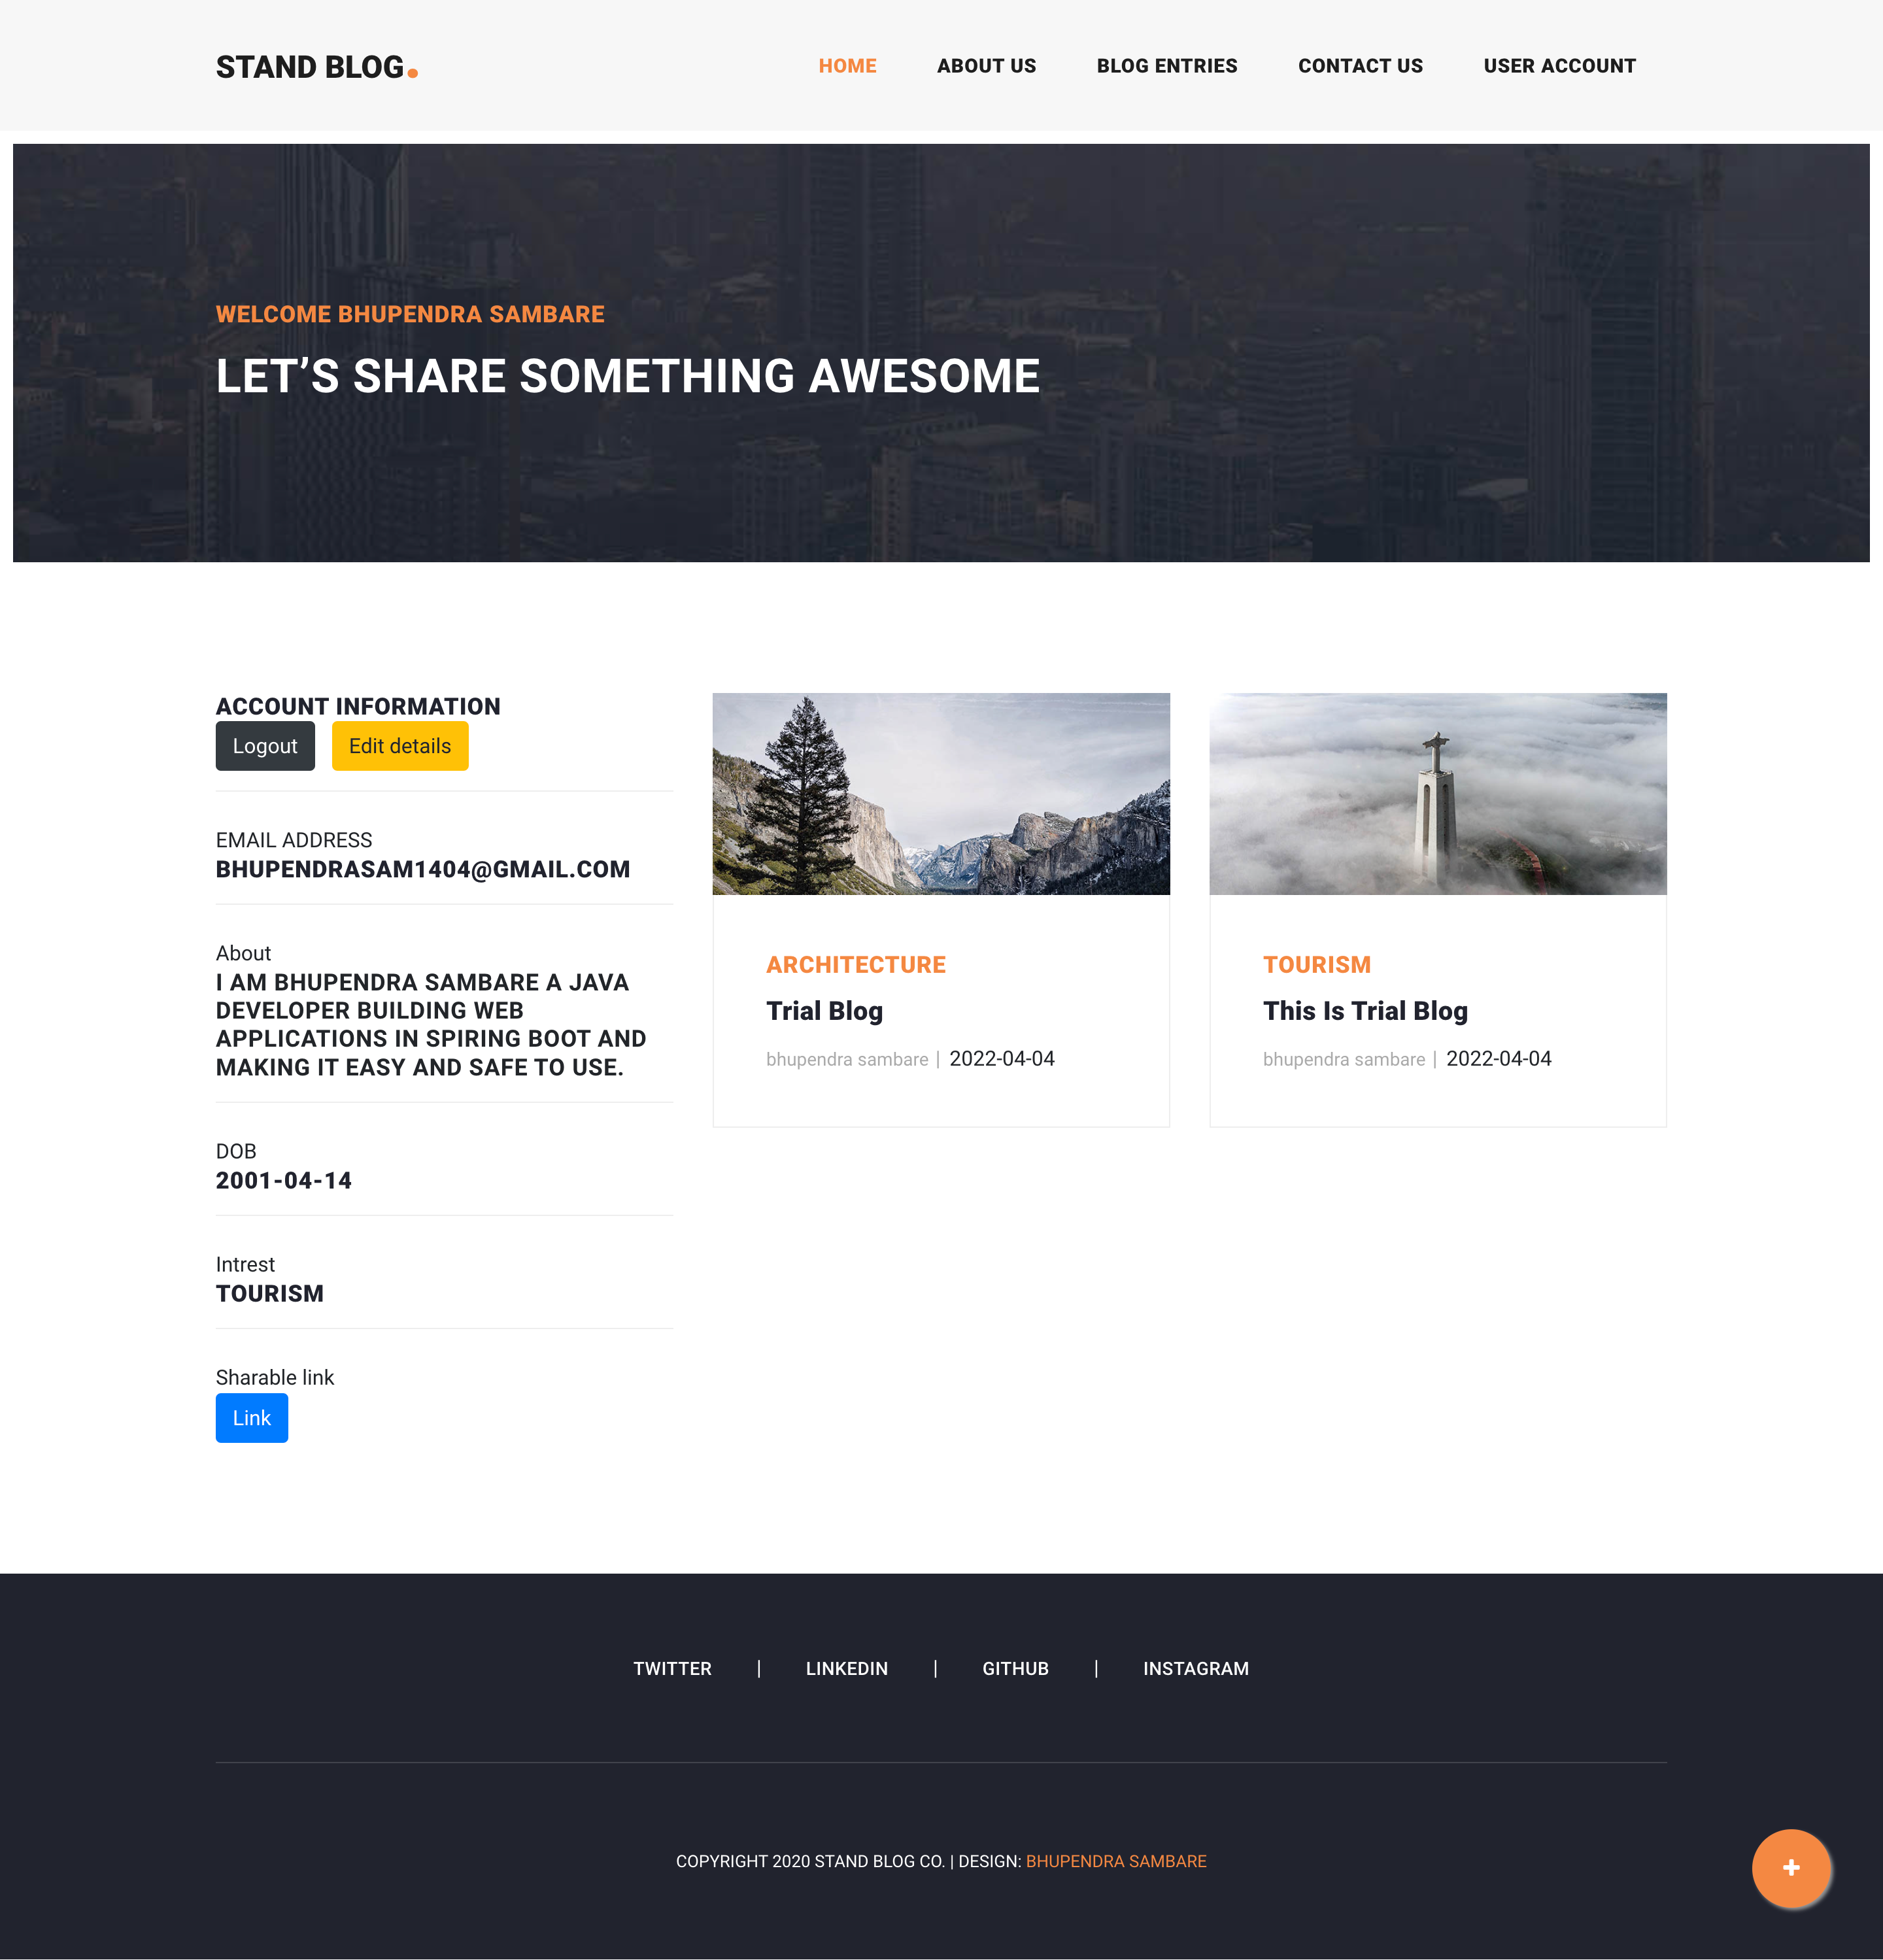 STAND BLOG.
HOME ABOUT US BLOG ENTRIES CONTACT US USER ACCOUNT
WELCOME BHUPENDRA SAMBARE
LET’S SHARE SOMETHING AWESOME
ACCOUNT INFORMATION
Logout Edit details
EMAIL ADDRESS
BHUPENDRASAM1404@GMAIL.COM
About
I AM BHUPENDRA SAMBARE A JAVA
DEVELOPER BUILDING WEB
APPLICATIONS IN SPIRING BOOT AND
MAKING IT EASY AND SAFE TO USE.
DOB
2001-04-14
Intrest
TOURISM
Sharable link
Link
ARCHITECTURE
Trial Blog
bhupendra sambare | 2022-04-04
TOURISM
This Is Trial Blog
bhupendra sambare | 2022-04-04
TWITTER | LINKEDIN | GITHUB | INSTAGRAM
COPYRIGHT 2020 STAND BLOG CO. | DESIGN: BHUPENDRA SAMBARE
+